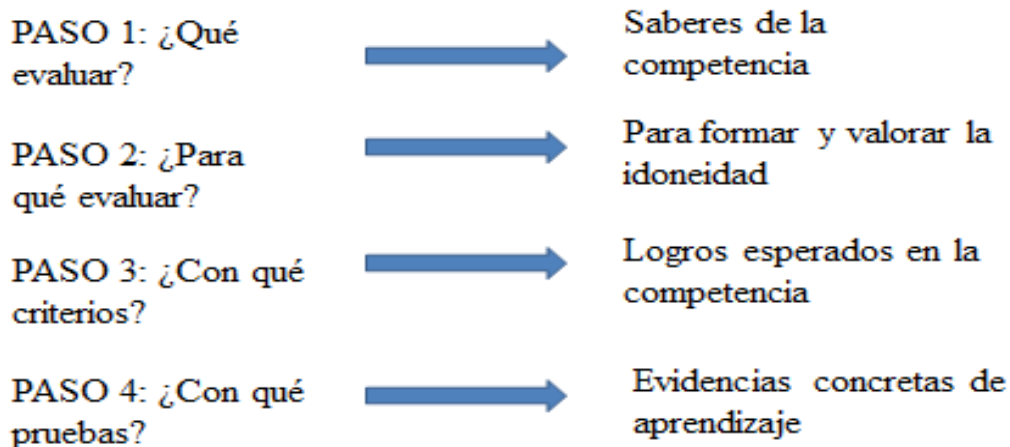 PASO 1: ¿Qué
evaluar?
Saberes de la
competencia
PASO 2: ¿Para
qué evaluar?
Para formar y valorar la
idoneidad
PASO 3: ¿Con qué
criterios?
Logros esperados en la
competencia
PASO 4: ¿Con qué
pruebas?
Evidencias concretas de
aprendizaje